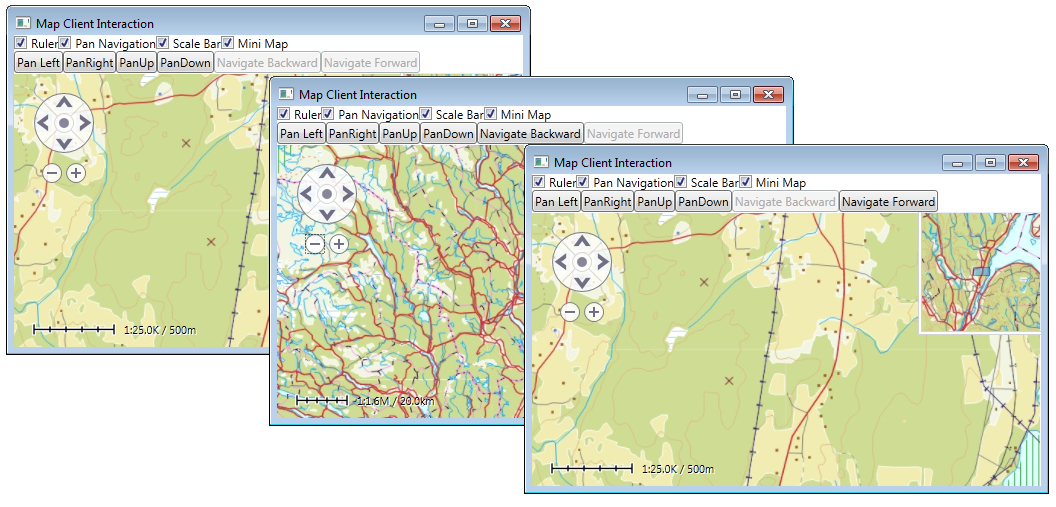 Map Client Interaction
Ruler Pan Navigation Scale Bar Mini Map
Pan Left PanRight PanUp PanDown Navigate Backward Navigate Forward
1:25.0K / 500m
Map Client Interaction
Ruler Pan Navigation Scale Bar Mini Map
Pan Left PanRight PanUp PanDown Navigate Backward Navigate Forward
1:1.6M / 20.0km
Map Client Interaction
Ruler Pan Navigation Scale Bar Mini Map
Pan Left PanRight PanUp PanDown Navigate Backward Navigate Forward
1:25.0K / 500m